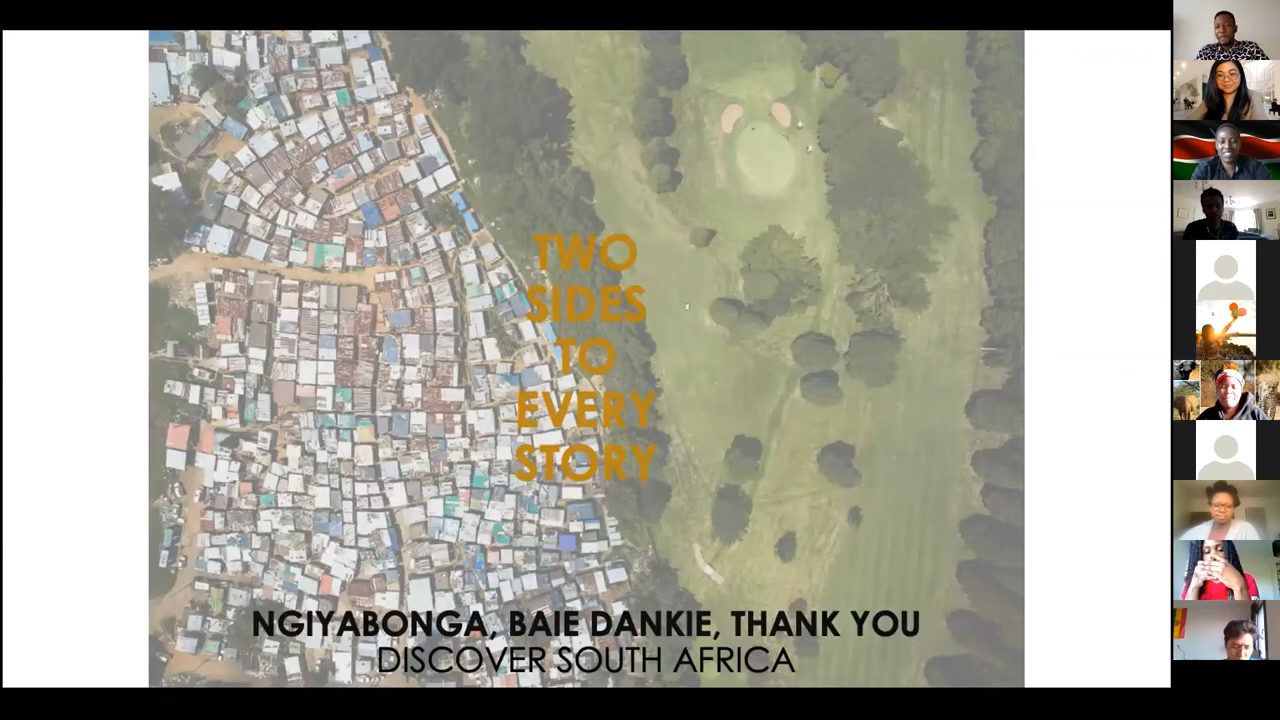 TWO
SIDES
TO
EVERY
STORY
NGIYABONGA, BAIE DANKIE, THANK YOU
DISCOVER SOUTH AFRICA